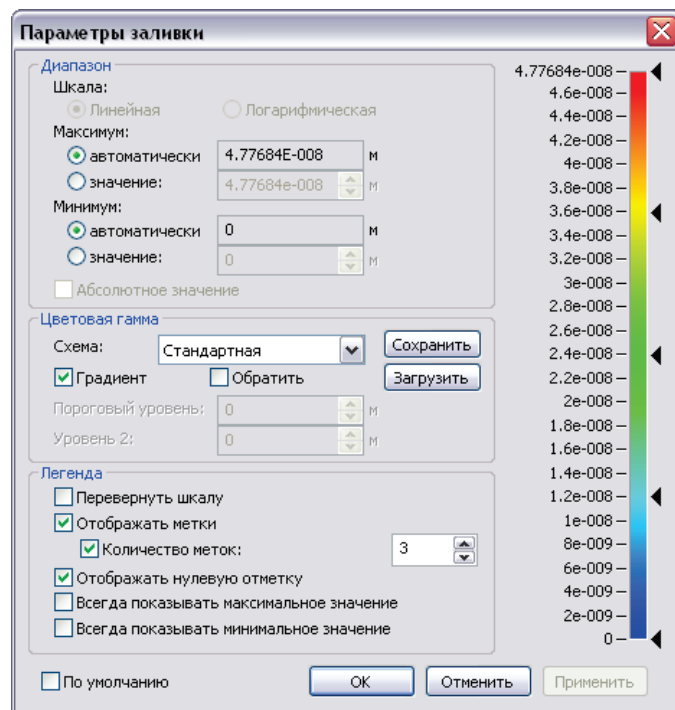 Параметры заливки
Диапазон
Шкала:
Линейная Логарифмическая
Максимум:
автоматически 4.77684E-008 м
значение: 4.77684e-008 м
Минимум:
автоматически 0 м
значение: 0 м
Абсолютное значение
Цветовая гамма
Схема: Стандартная Сохранить
Градиент Обратить Загрузить
Пороговый уровень: 0 м
Уровень 2: 0 м
Легенда
Перевернуть шкалу
Отображать метки
Количество меток: 3
Отображать нулевую отметку
Всегда показывать максимальное значение
Всегда показывать минимальное значение
По умолчанию OK Отменить Применить
4.77684e-008
4.6e-008
4.4e-008
4.2e-008
4e-008
3.8e-008
3.6e-008
3.4e-008
3.2e-008
3e-008
2.8e-008
2.6e-008
2.4e-008
2.2e-008
2e-008
1.8e-008
1.6e-008
1.4e-008
1.2e-008
1e-008
8e-009
6e-009
4e-009
2e-009
0